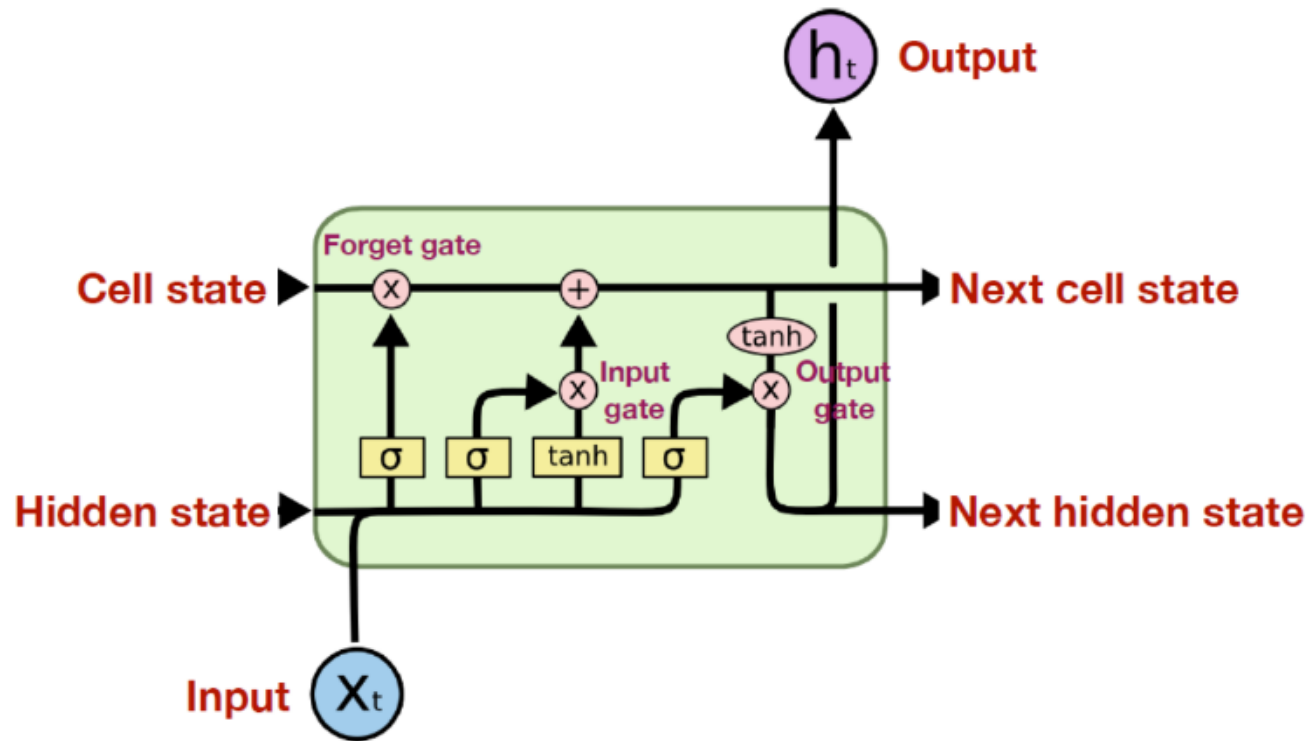 ht Output
Forget gate
Cell state
x
+
Next cell state
tanh
x
Input
gate
x
Output
gate
σ
σ
tanh
σ
Hidden state
Next hidden state
Input
xt